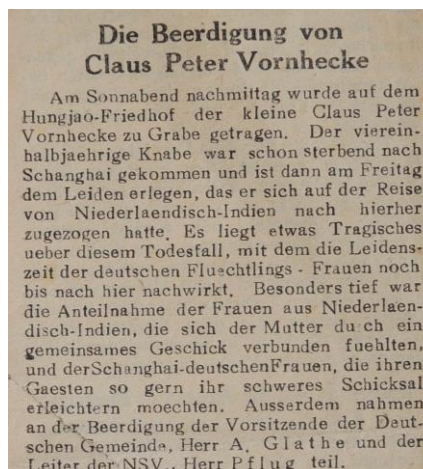 Die Beerdigung von
Claus Peter Vornhecke
Am Sonnabend nachmittag wurde auf dem
Hungjao-Friedhof der kleine Claus Peter
Vornhecke zu Grabe getragen. Der vierein-
halbjaehrige Knabe war schon sterbend nach
Schanghai gekommen und ist dann am Freitag
dem Leiden erlegen, das er sich auf der Reise
von Niederlaendisch-Indien nach hierher
zugezogen hatte. Es liegt etwas Tragisches
ueber diesem Todesfall, mit dem die Leidens-
zeit der deutschen Fluechtlings - Frauen noch
bis nach hier nachwirkt. Besonders tief war
die Anteilnahme der Frauen aus Niederlaen-
disch-Indien, die sich der Mutter du ch ein
gemeinsames Geschick verbunden fuehlten,
und derSchanghai-deutschenFrauen, die ihren
Gaesten so gern ihr schweres Schicksal
erleichtern moechten. Ausserdem nahmen
an der Beerdigung der Vorsitzende der Deut-
schen Gemeinde, Herr A. Glathe und der
Leiter der NSV., Herr Pflug teil.